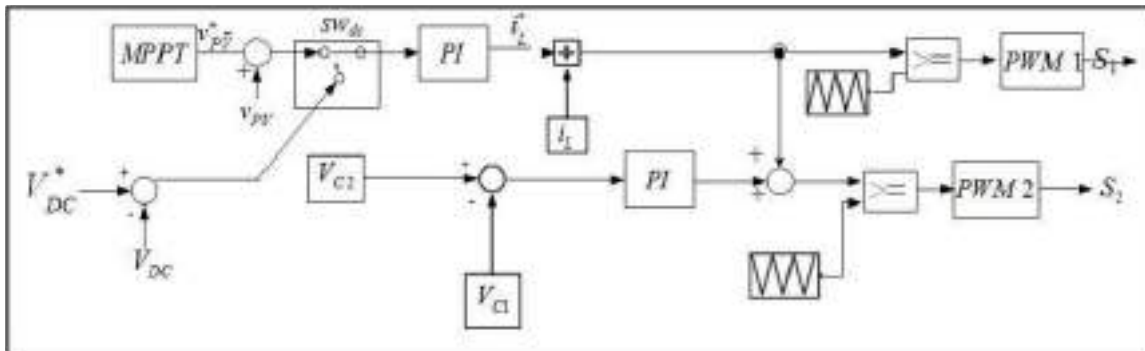 MPPT
v*PV
-
+
vPV
SWdc
PI
i*L
÷
iL
>=
PWM 1
S1
V*DC
+
-
VDC
VC2
+
-
VC1
PI
+
+
>=
PWM 2
S2